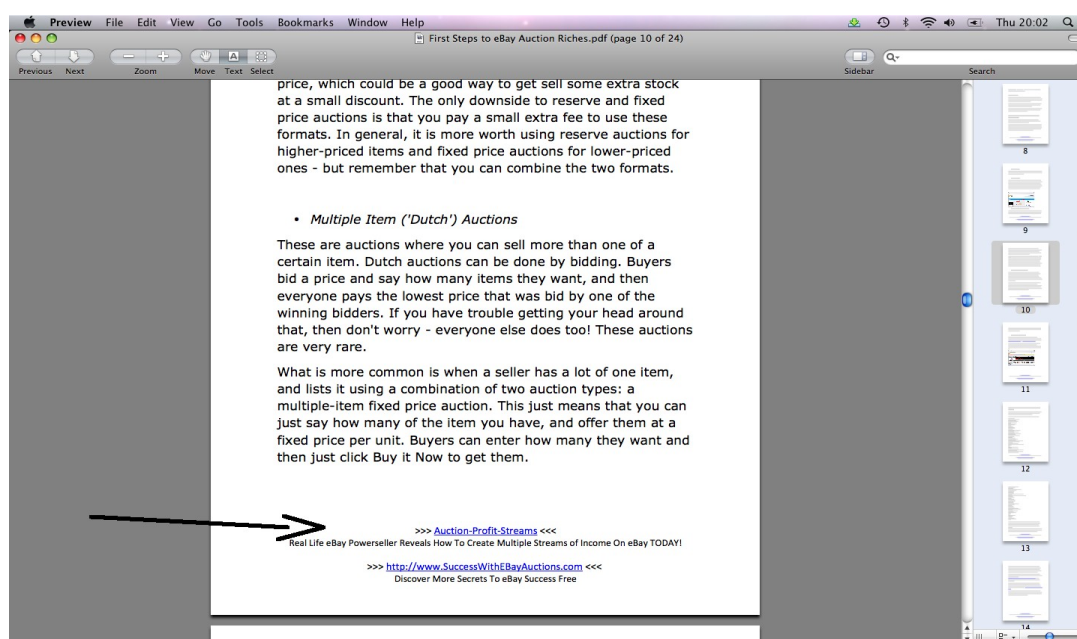 Preview File Edit View Go Tools Bookmarks Window Help Thu 20:02
First Steps to eBay Auction Riches.pdf (page 10 of 24)
Previous Next Zoom Move Text Select Sidebar Search
price, which could be a good way to get sell some extra stock
at a small discount. The only downside to reserve and fixed
price auctions is that you pay a small extra fee to use these
formats. In general, it is more worth using reserve auctions for
higher-priced items and fixed price auctions for lower-priced
ones - but remember that you can combine the two formats.
• Multiple Item ('Dutch') Auctions
These are auctions where you can sell more than one of a
certain item. Dutch auctions can be done by bidding. Buyers
bid a price and say how many items they want, and then
everyone pays the lowest price that was bid by one of the
winning bidders. If you have trouble getting your head around
that, then don't worry - everyone else does too! These auctions
are very rare.
What is more common is when a seller has a lot of one item,
and lists it using a combination of two auction types: a
multiple-item fixed price auction. This just means that you can
just say how many of the item you have, and offer them at a
fixed price per unit. Buyers can enter how many they want and
then just click Buy it Now to get them.
>>> Auction-Profit-Streams <<<
Real Life eBay Powerseller Reveals How To Create Multiple Streams of Income On eBay TODAY!
>>> http://www.SuccessWithEBayAuctions.com <<<
Discover More Secrets To eBay Success Free
8
9
10
11
12
13
14